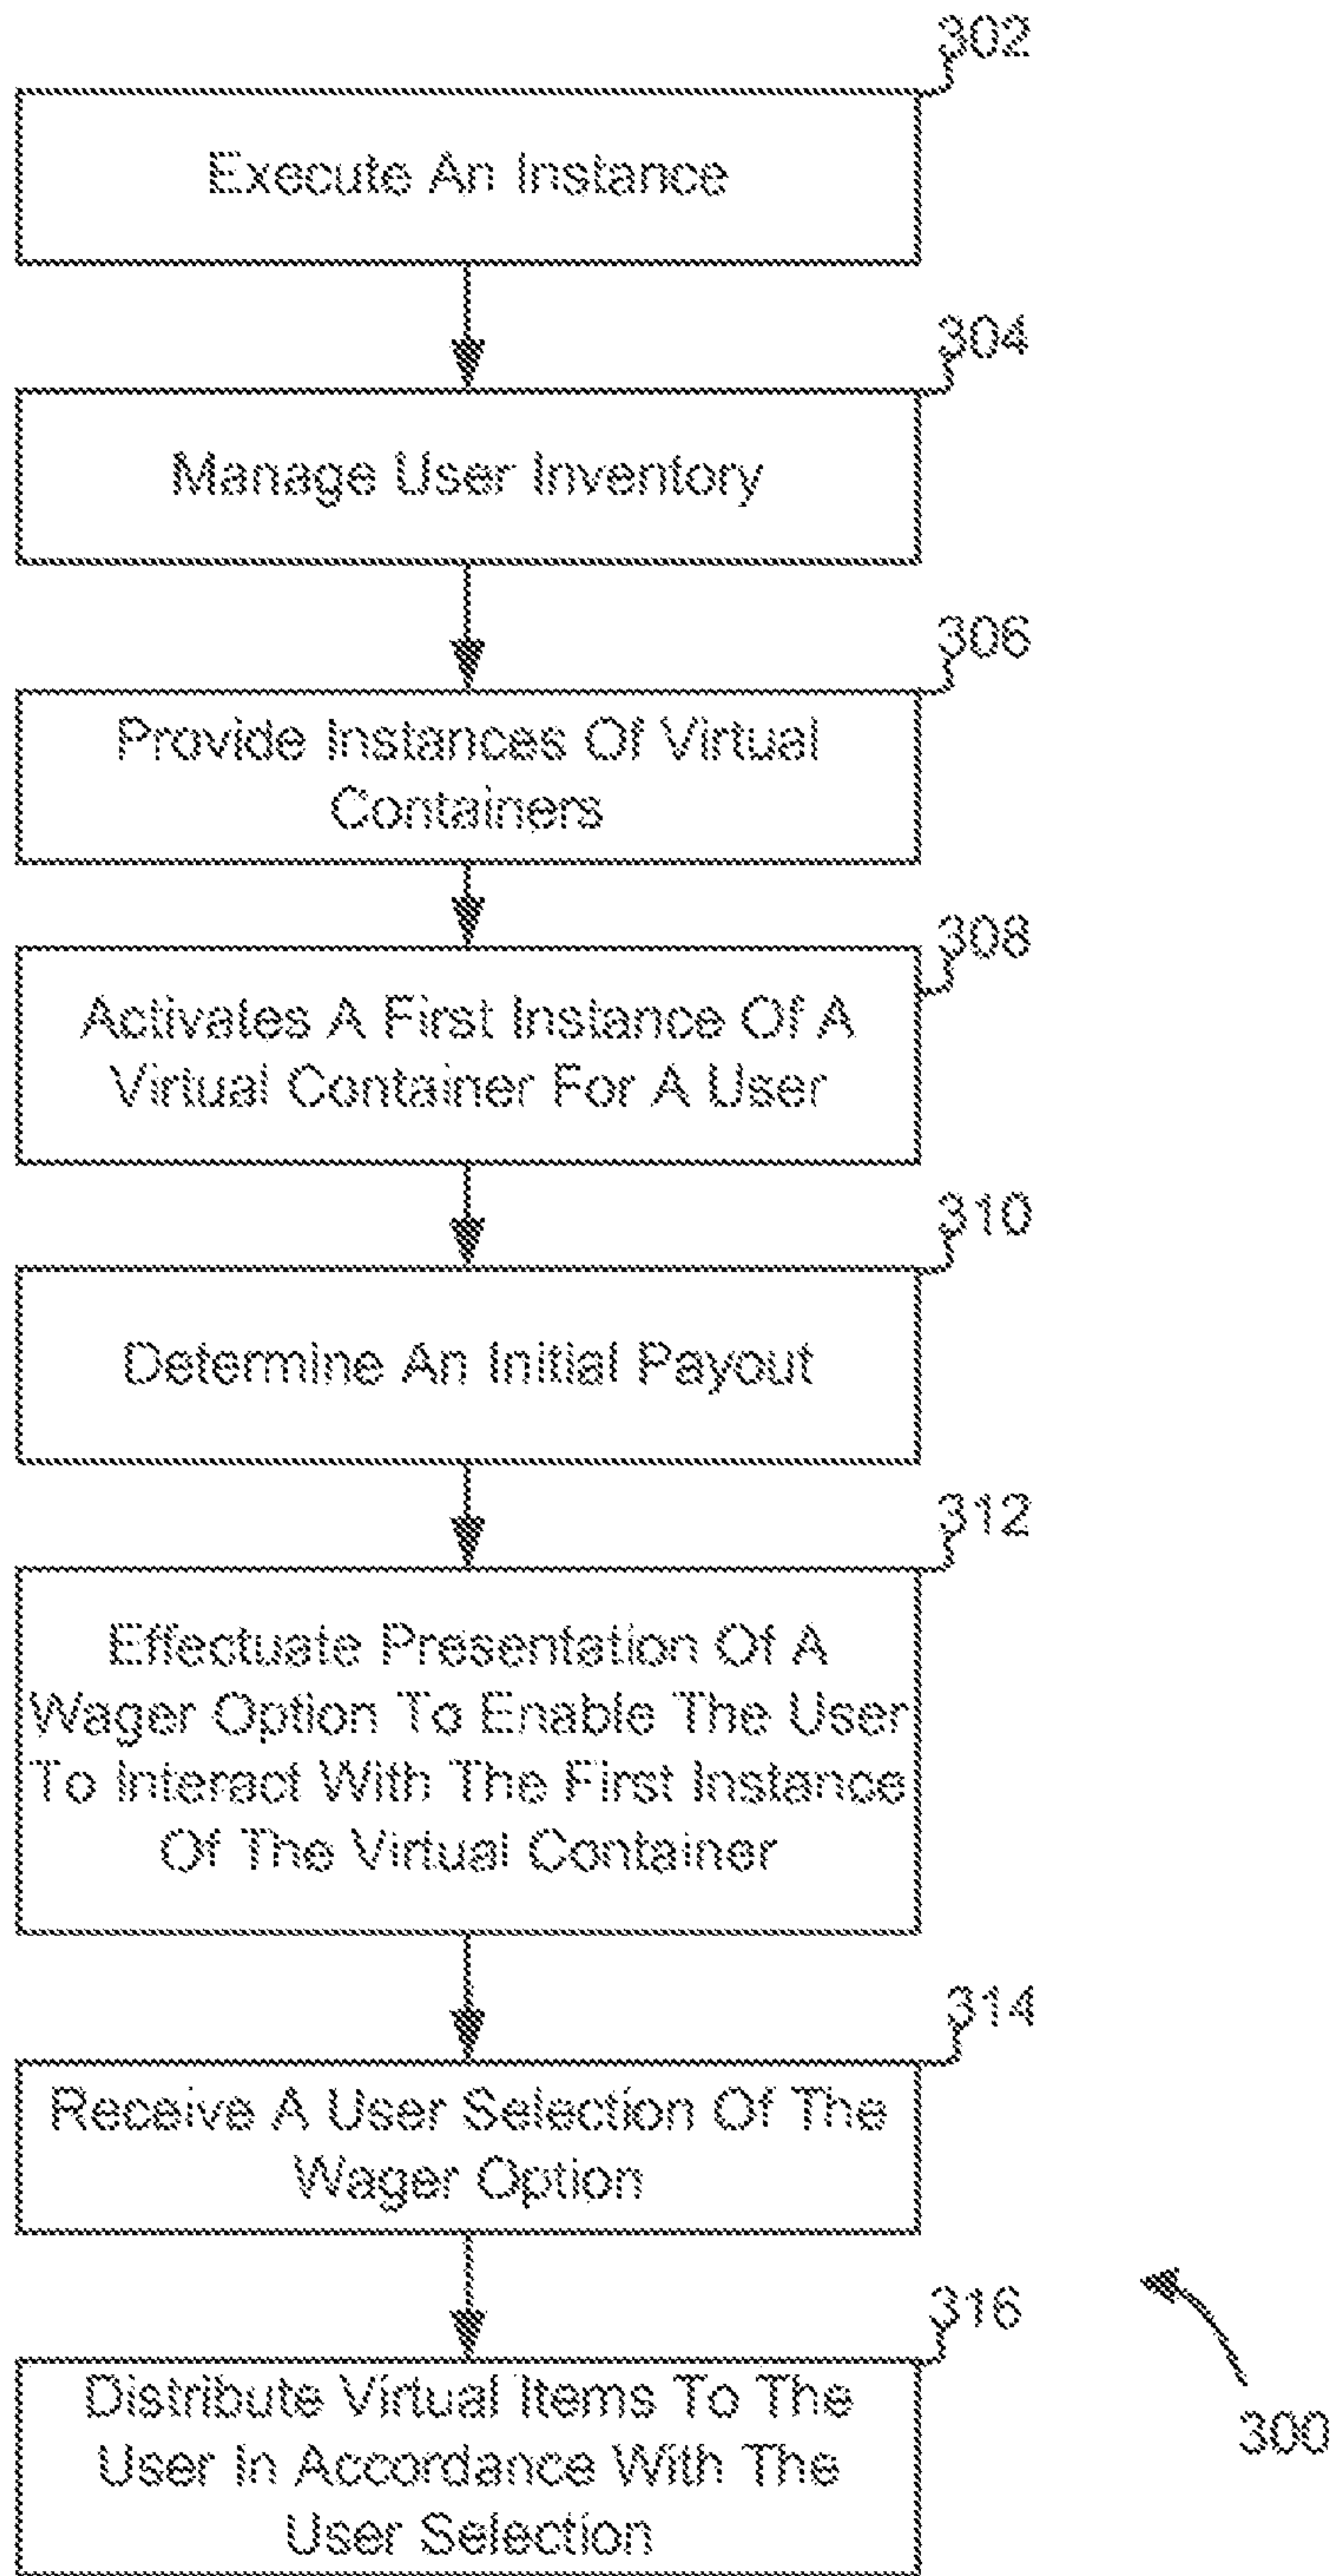 302
Execute An Instance
304
Manage User Inventory
306
Provide Instances Of Virtual
Containers
308
Activates A First Instance Of A
Virtual Container For A User
310
Determine An Initial Payout
312
Effectuate Presentation Of A
Wager Option To Enable The User
To Interact With The First Instance
Of The Virtual Container
314
Receive A User Selection Of The
Wager Option
316
Distribute Virtual Items To The
User In Accordance With The
User Selection
300